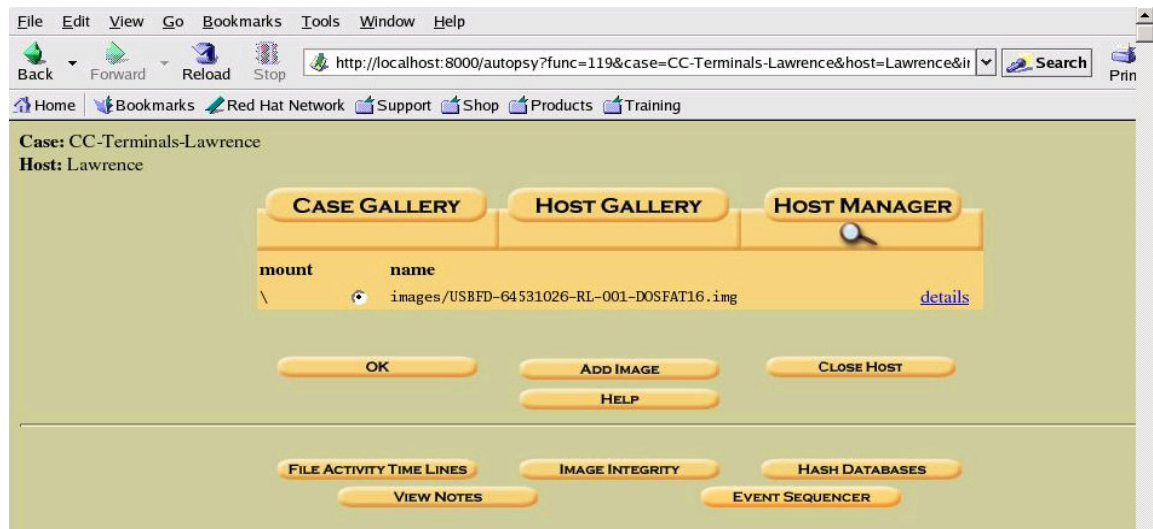 File Edit View Go Bookmarks Tools Window Help
Back Forward Reload Stop http://localhost:8000/autopsy?func=119&case=CC-Terminals-Lawrence&host=Lawrence&ir Search Prin
Home Bookmarks Red Hat Network Support Shop Products Training
Case: CC-Terminals-Lawrence
Host: Lawrence
CASE GALLERY HOST GALLERY HOST MANAGER
mount name
\ images/USBFD-64531026-RL-001-DOSFAT16.img details
OK ADD IMAGE CLOSE HOST
HELP
FILE ACTIVITY TIME LINES IMAGE INTEGRITY HASH DATABASES
VIEW NOTES EVENT SEQUENCER